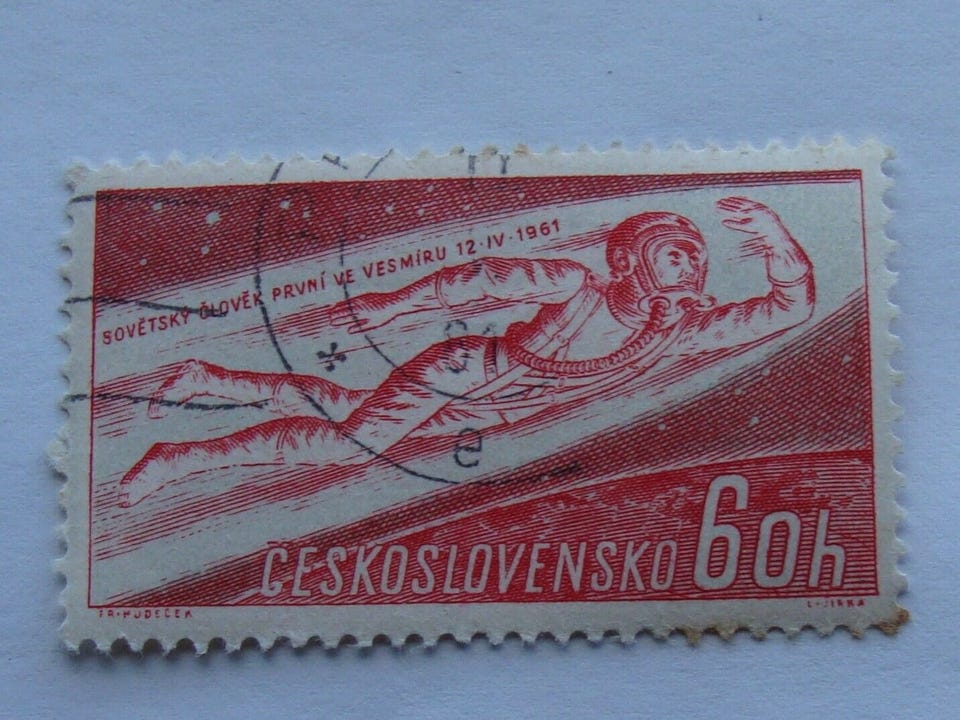 SOVĚTSKÝ ČLOVĚK PRVNÍ VE VESMÍRU 12·IV·1961
*
e
ČESKOSLOVENSKO 60h
FR·HUDEČEK
L·JIRKA